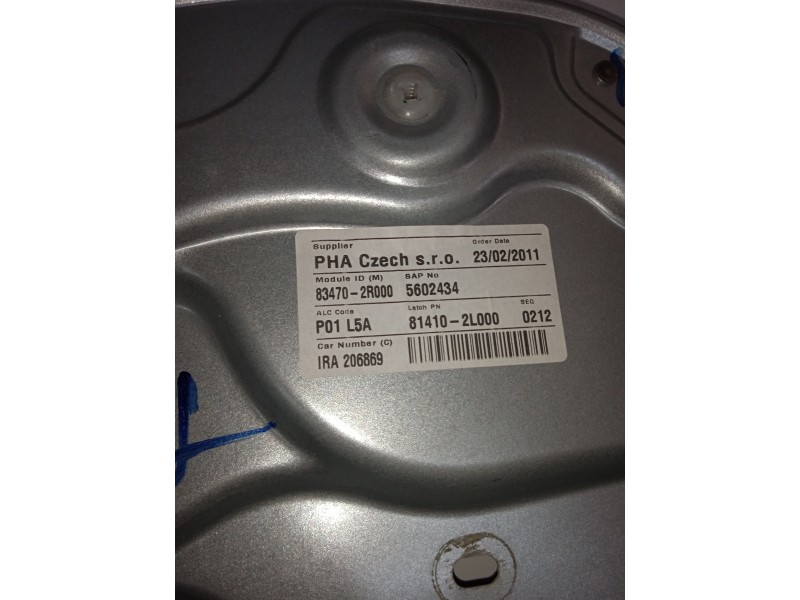 Supplier Order Date
PHA Czech s.r.o. 23/02/2011
Module ID (M) SAP No
83470-2R000 5602434
ALC Code Latch PN SEG
P01 L5A 81410-2L000 0212
Car Number (C)
IRA 206869